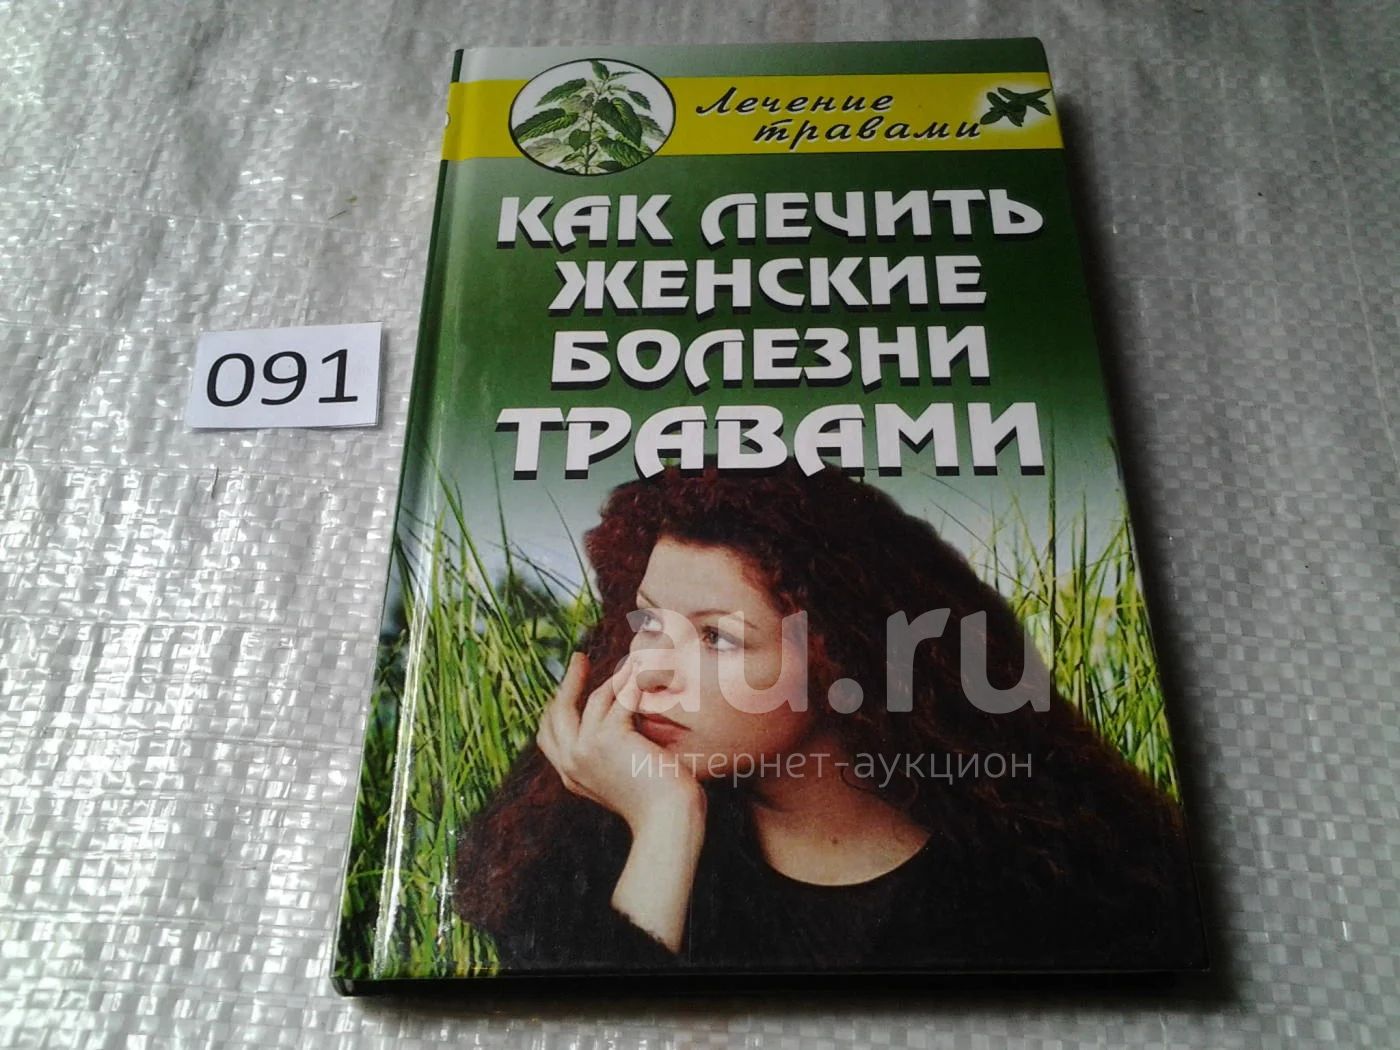 Лечение
травами
КАК ЛЕЧИТЬ
ЖЕНСКИЕ
БОЛЕЗНИ
ТРАВАМИ
091
au.ru
интернет-аукцион